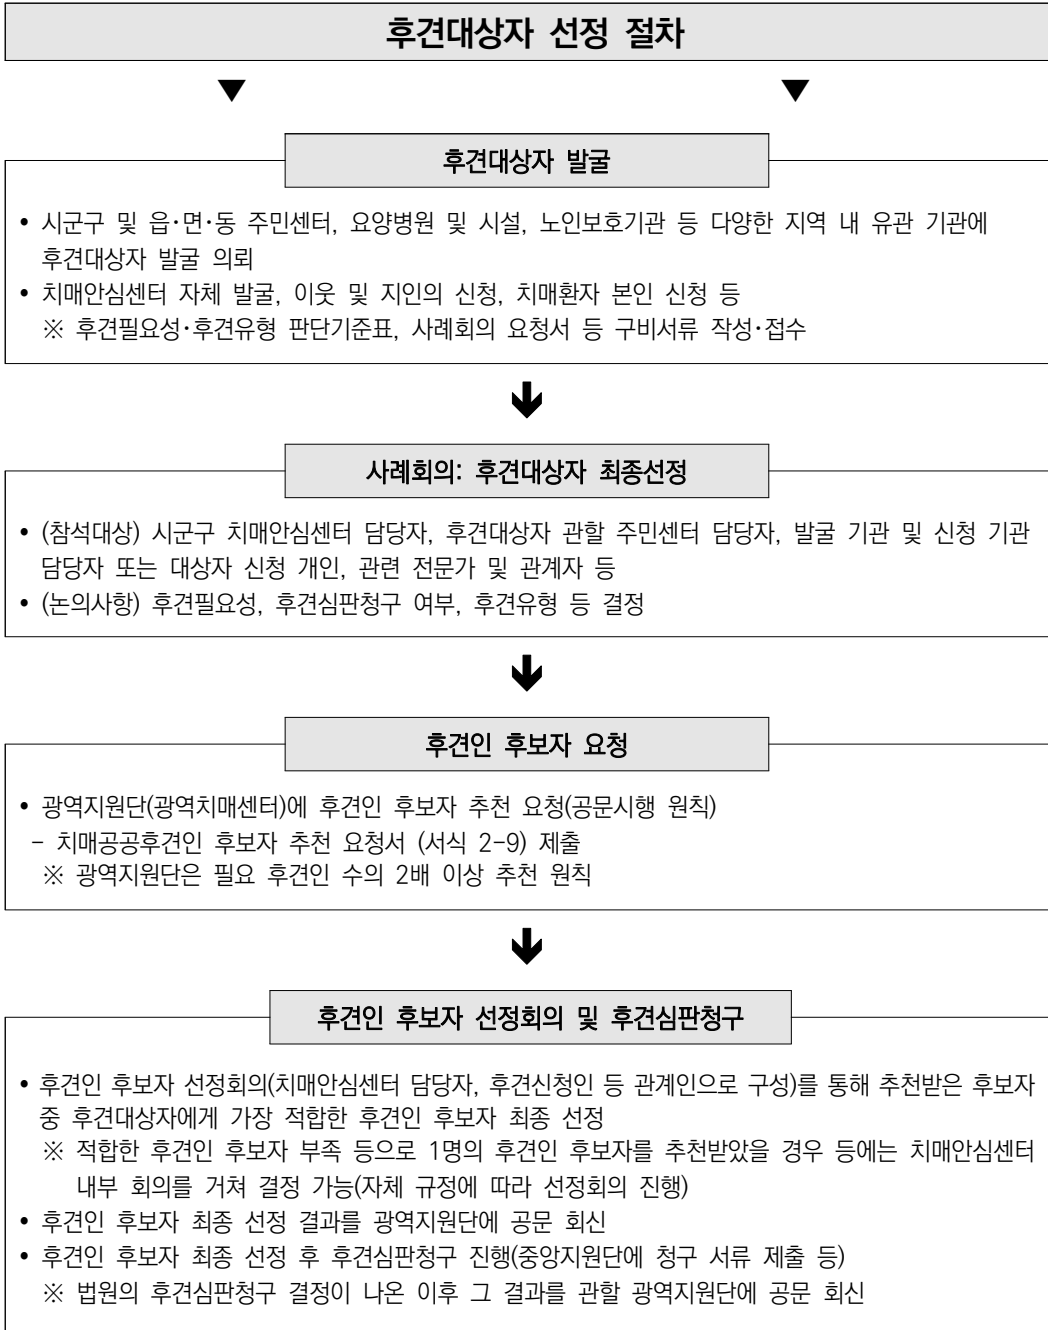 후견대상자 선정 절차
▼ ▼
후견대상자 발굴
• 시군구 및 읍·면·동 주민센터, 요양병원 및 시설, 노인보호기관 등 다양한 지역 내 유관 기관에
후견대상자 발굴 의뢰
• 치매안심센터 자체 발굴, 이웃 및 지인의 신청, 치매환자 본인 신청 등
※ 후견필요성·후견유형 판단기준표, 사례회의 요청서 등 구비서류 작성·접수
사례회의: 후견대상자 최종선정
• (참석대상) 시군구 치매안심센터 담당자, 후견대상자 관할 주민센터 담당자, 발굴 기관 및 신청 기관
담당자 또는 대상자 신청 개인, 관련 전문가 및 관계자 등
• (논의사항) 후견필요성, 후견심판청구 여부, 후견유형 등 결정
후견인 후보자 요청
• 광역지원단(광역치매센터)에 후견인 후보자 추천 요청(공문시행 원칙)
- 치매공공후견인 후보자 추천 요청서 (서식 2-9) 제출
※ 광역지원단은 필요 후견인 수의 2배 이상 추천 원칙
후견인 후보자 선정회의 및 후견심판청구
• 후견인 후보자 선정회의(치매안심센터 담당자, 후견신청인 등 관계인으로 구성)를 통해 추천받은 후보자
중 후견대상자에게 가장 적합한 후견인 후보자 최종 선정
※ 적합한 후견인 후보자 부족 등으로 1명의 후견인 후보자를 추천받았을 경우 등에는 치매안심센터
내부 회의를 거쳐 결정 가능(자체 규정에 따라 선정회의 진행)
• 후견인 후보자 최종 선정 결과를 광역지원단에 공문 회신
• 후견인 후보자 최종 선정 후 후견심판청구 진행(중앙지원단에 청구 서류 제출 등)
※ 법원의 후견심판청구 결정이 나온 이후 그 결과를 관할 광역지원단에 공문 회신